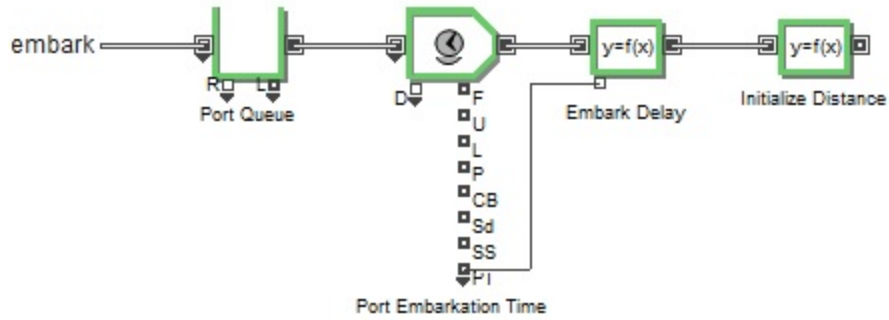 embark
y=f(x)
y=f(x)
R
L
Port Queue
D
F
U
L
P
CB
Sd
SS
PT
Embark Delay
Initialize Distance
Port Embarkation Time